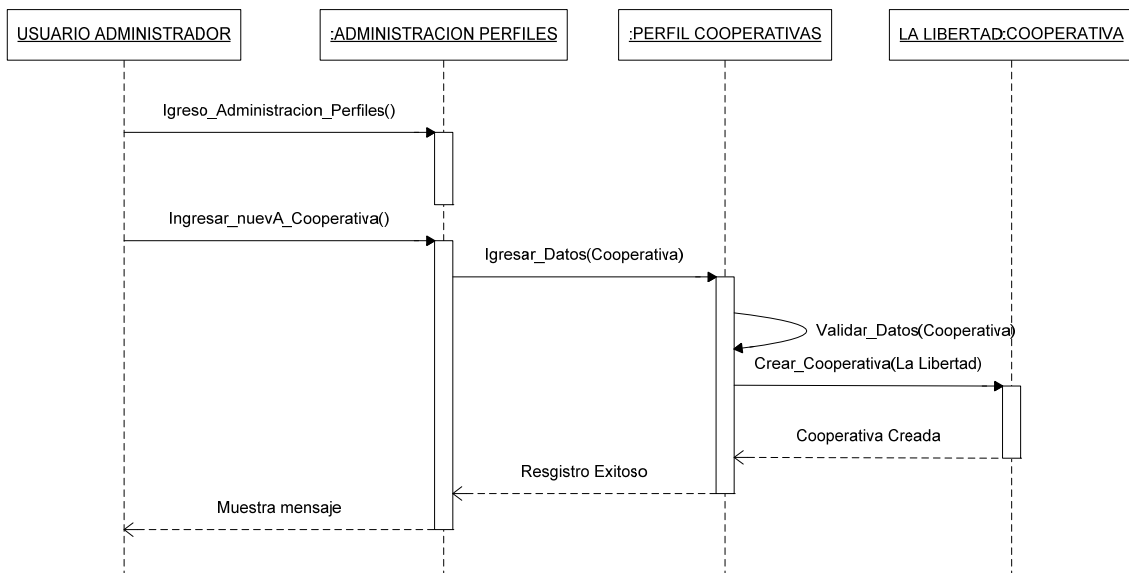 USUARIO ADMINISTRADOR
:ADMINISTRACION PERFILES
:PERFIL COOPERATIVAS
LA LIBERTAD:COOPERATIVA
Igreso_Administracion_Perfiles()
Ingresar_nuevA_Cooperativa()
Igresar_Datos(Cooperativa)
Validar_Datos(Cooperativa)
Crear_Cooperativa(La Libertad)
Cooperativa Creada
Resgistro Exitoso
Muestra mensaje